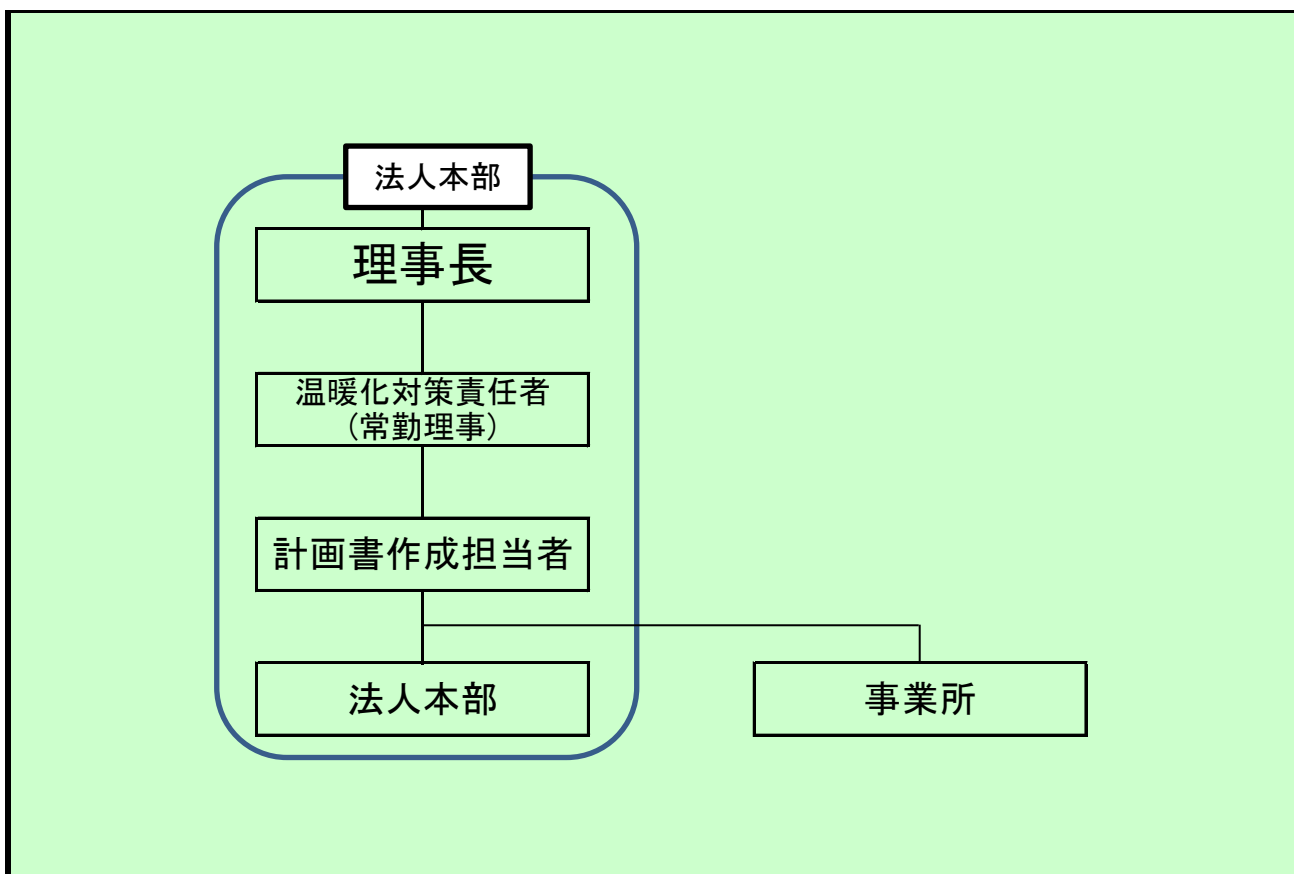 法人本部
理事長
温暖化対策責任者
（常勤理事）
計画書作成担当者
法人本部
事業所